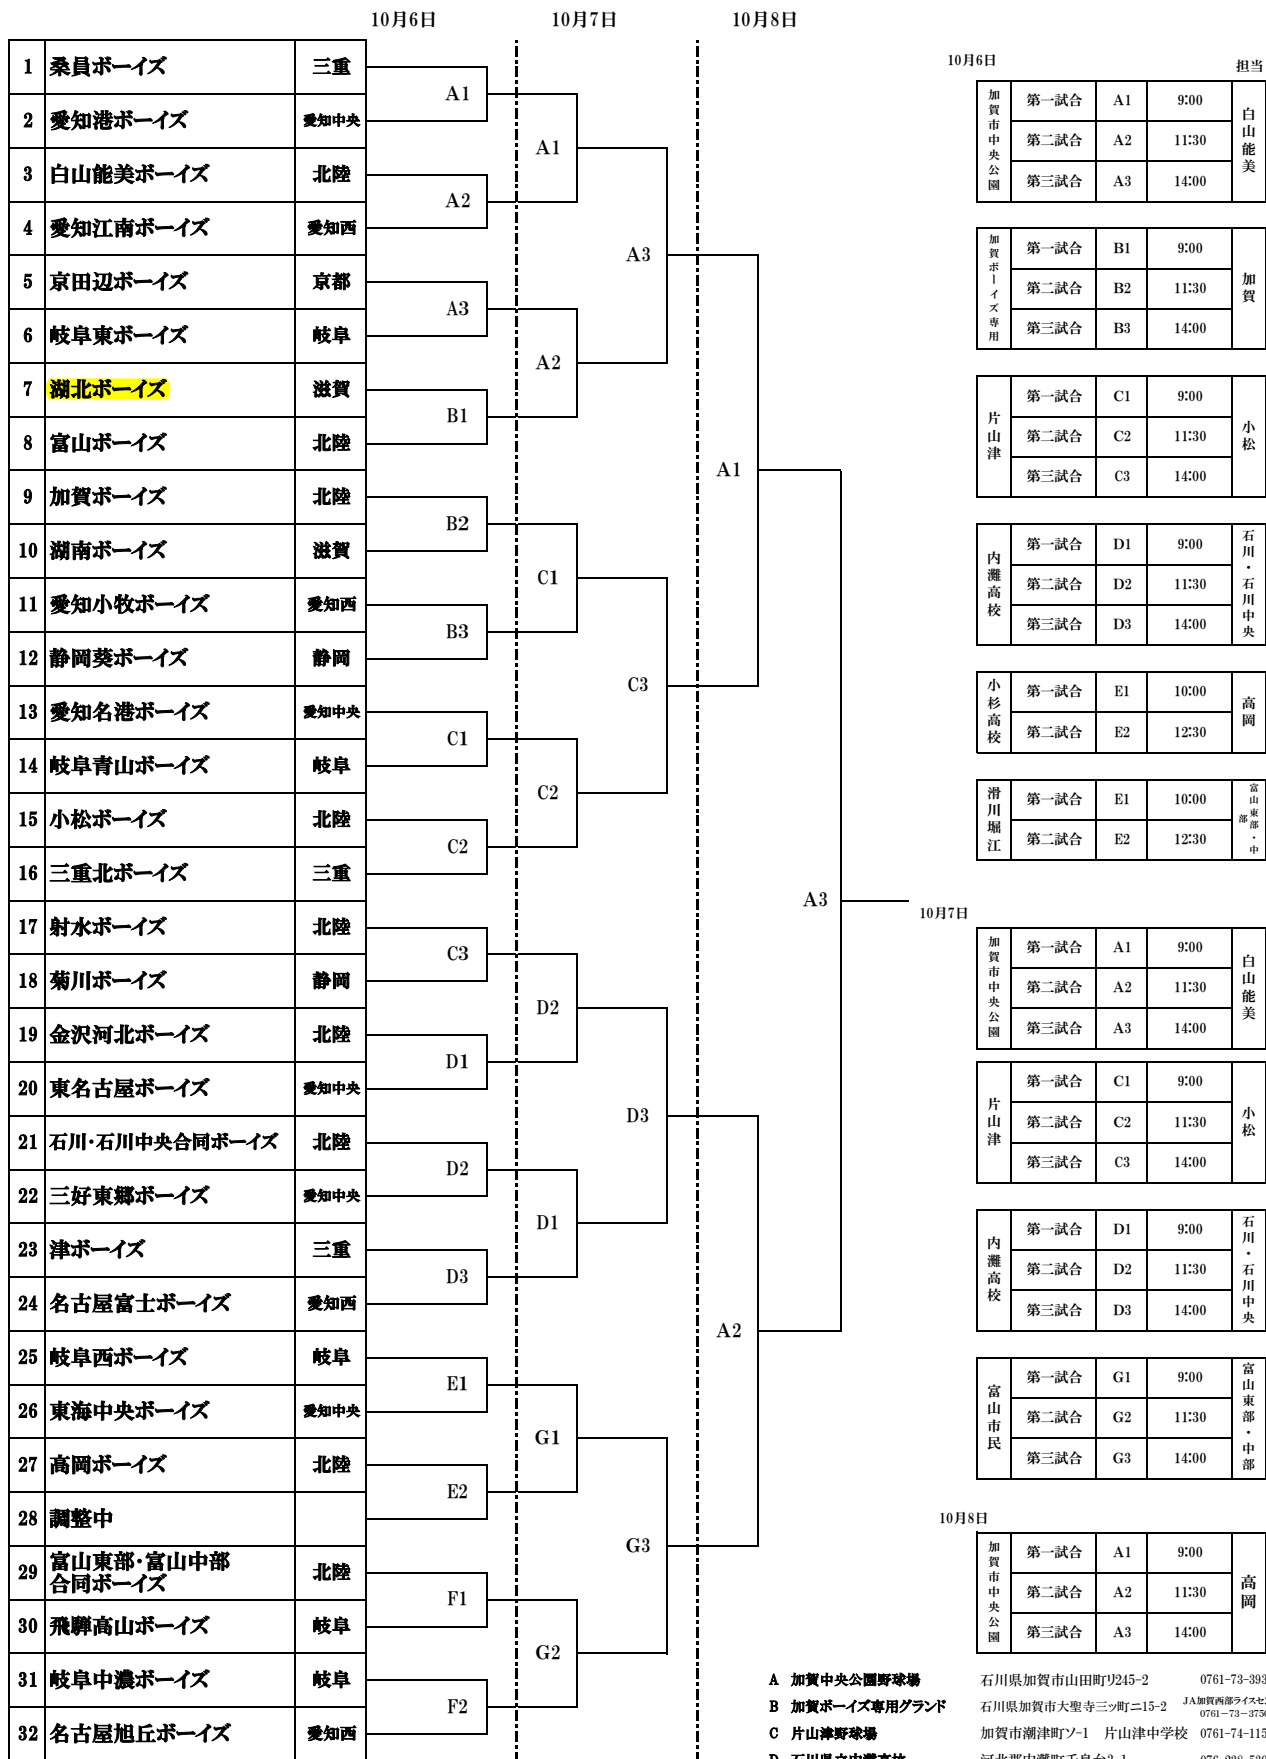 10月6日 10月7日 10月8日
1 桑員ボーイズ 三重
2 愛知港ボーイズ 愛知中央
3 白山能美ボーイズ 北陸
4 愛知江南ボーイズ 愛知西
5 京田辺ボーイズ 京都
6 岐阜東ボーイズ 岐阜
7 湖北ボーイズ 滋賀
8 富山ボーイズ 北陸
9 加賀ボーイズ 北陸
10 湖南ボーイズ 滋賀
11 愛知小牧ボーイズ 愛知西
12 静岡葵ボーイズ 静岡
13 愛知名港ボーイズ 愛知中央
14 岐阜青山ボーイズ 岐阜
15 小松ボーイズ 北陸
16 三重北ボーイズ 三重
17 射水ボーイズ 北陸
18 菊川ボーイズ 静岡
19 金沢河北ボーイズ 北陸
20 東名古屋ボーイズ 愛知中央
21 石川・石川中央合同ボーイズ 北陸
22 三好東郷ボーイズ 愛知中央
23 津ボーイズ 三重
24 名古屋富士ボーイズ 愛知西
25 岐阜西ボーイズ 岐阜
26 東海中央ボーイズ 愛知中央
27 高岡ボーイズ 北陸
28 調整中
29 富山東部・富山中部
合同ボーイズ 北陸
30 飛騨高山ボーイズ 岐阜
31 岐阜中濃ボーイズ 岐阜
32 名古屋旭丘ボーイズ 愛知西
A1
A2
A3
B1
B2
B3
C1
C2
C3
D1
D2
D3
E1
E2
F1
F2
A1
A2
C1
C2
D2
D1
G1
G2
A3
C3
D3
G3
A1
A2
A3
10月6日 担当
加賀市中央公園 白山能美
第一試合 A1 9:00
第二試合 A2 11:30
第三試合 A3 14:00
加賀ボーイズ専用 加賀
第一試合 B1 9:00
第二試合 B2 11:30
第三試合 B3 14:00
片山津 小松
第一試合 C1 9:00
第二試合 C2 11:30
第三試合 C3 14:00
内灘高校 石川・石川中央
第一試合 D1 9:00
第二試合 D2 11:30
第三試合 D3 14:00
小杉高校 高岡
第一試合 E1 10:00
第二試合 E2 12:30
滑川堀江 富山東部・中部
第一試合 E1 10:00
第二試合 E2 12:30
10月7日
加賀市中央公園 白山能美
第一試合 A1 9:00
第二試合 A2 11:30
第三試合 A3 14:00
片山津 小松
第一試合 C1 9:00
第二試合 C2 11:30
第三試合 C3 14:00
内灘高校 石川・石川中央
第一試合 D1 9:00
第二試合 D2 11:30
第三試合 D3 14:00
富山市民 富山東部・中部
第一試合 G1 9:00
第二試合 G2 11:30
第三試合 G3 14:00
10月8日
加賀市中央公園 高岡
第一試合 A1 9:00
第二試合 A2 11:30
第三試合 A3 14:00
A 加賀中央公園野球場 石川県加賀市山田町リ245-2 0761-73-393
B 加賀ボーイズ専用グランド 石川県加賀市大聖寺三ッ町ニ15-2 JA加賀西部ライスセ
0761-73-375
C 片山津野球場 加賀市潮津町ソ-1 片山津中学校 0761-74-115